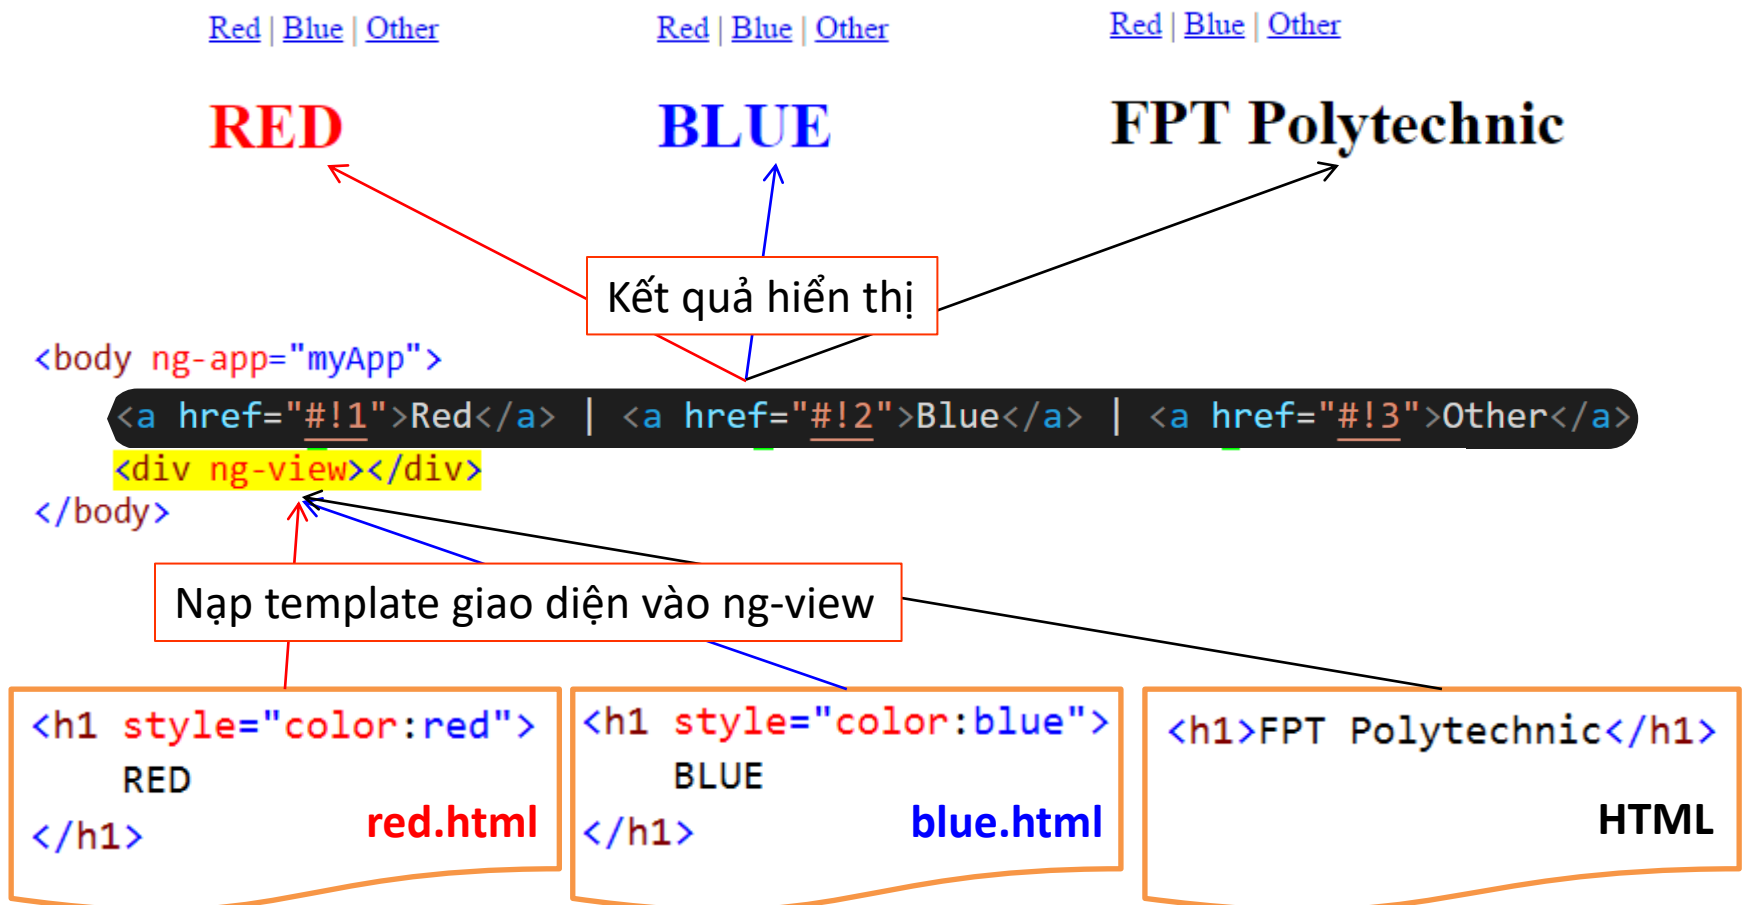 Red | Blue | Other
Red | Blue | Other
Red | Blue | Other
RED
BLUE
FPT Polytechnic
Kết quả hiển thị
<body ng-app="myApp">
<a href="#!1">Red</a> | <a href="#!2">Blue</a> | <a href="#!3">Other</a>
<div ng-view></div>
</body>
Nạp template giao diện vào ng-view
<h1 style="color:red">
RED
</h1>
red.html
<h1 style="color:blue">
BLUE
</h1>
blue.html
<h1>FPT Polytechnic</h1>
HTML